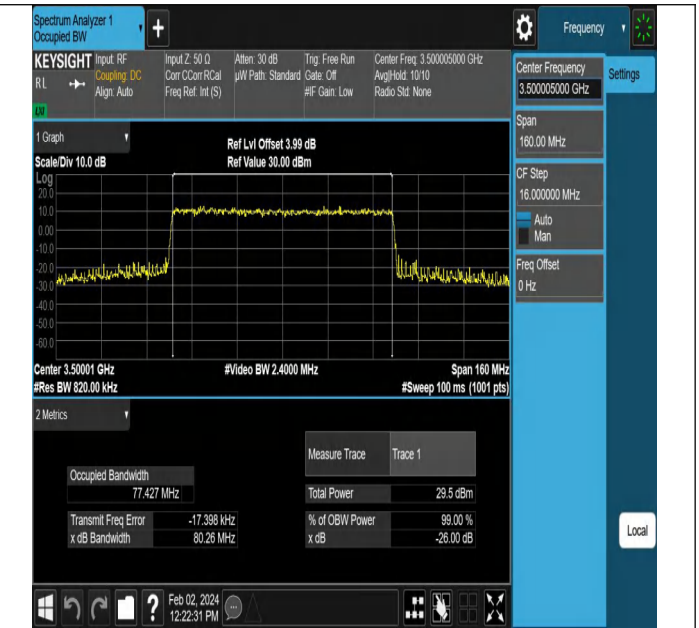 Spectrum Analyzer 1
Occupied BW
+
Frequency
KEYSIGHT
RL
LXI
Input: RF
Coupling: DC
Align: Auto
Input Z: 50 Ω
Corr CCorr RCal
Freq Ref: Int (S)
Atten: 30 dB
µW Path: Standard
Trig: Free Run
Gate: Off
#IF Gain: Low
Center Freq: 3.500005000 GHz
Avg|Hold: 10/10
Radio Std: None
Center Frequency
3.500005000 GHz
Settings
Span
160.00 MHz
CF Step
16.000000 MHz
Auto
Man
Freq Offset
0 Hz
1 Graph
Scale/Div 10.0 dB
Ref Lvl Offset 3.99 dB
Ref Value 30.00 dBm
Log
20.0
10.0
0.00
-10.0
-20.0
-30.0
-40.0
-50.0
-60.0
Center 3.50001 GHz
#Video BW 2.4000 MHz
Span 160 MHz
#Res BW 820.00 kHz
#Sweep 100 ms (1001 pts)
2 Metrics
Measure Trace Trace 1
Occupied Bandwidth
77.427 MHz
Total Power 29.5 dBm
Transmit Freq Error -17.398 kHz
% of OBW Power 99.00 %
x dB Bandwidth 80.26 MHz
x dB -26.00 dB
Local
?
Feb 02, 2024
12:22:31 PM